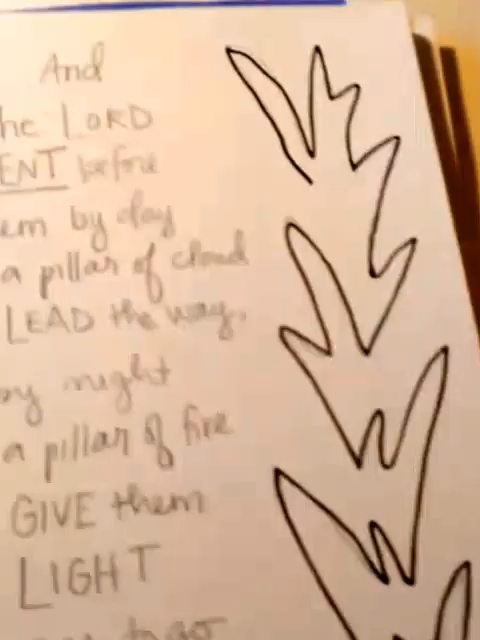 And
he LORD
ENT before
em by day
a pillar of cloud
LEAD the way,
by night
a pillar of fire
GIVE them
LIGHT